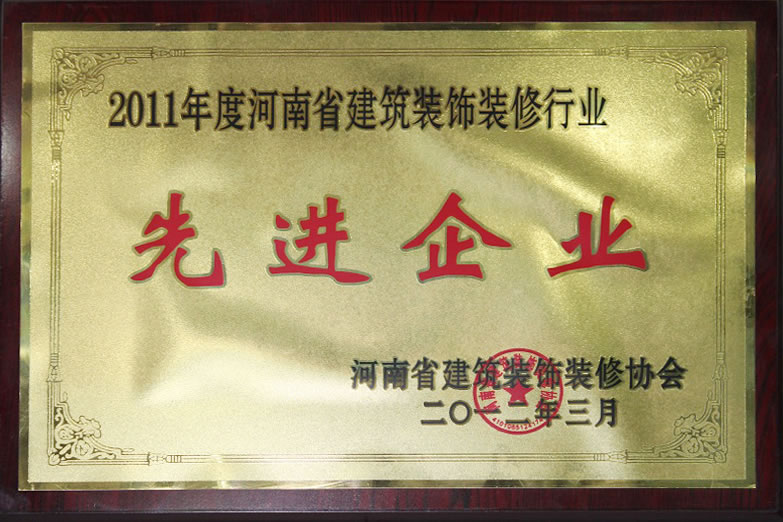 2011年度河南省建筑装饰装修行业
先进企业
河南省建筑装饰装修协会
二〇一二年三月